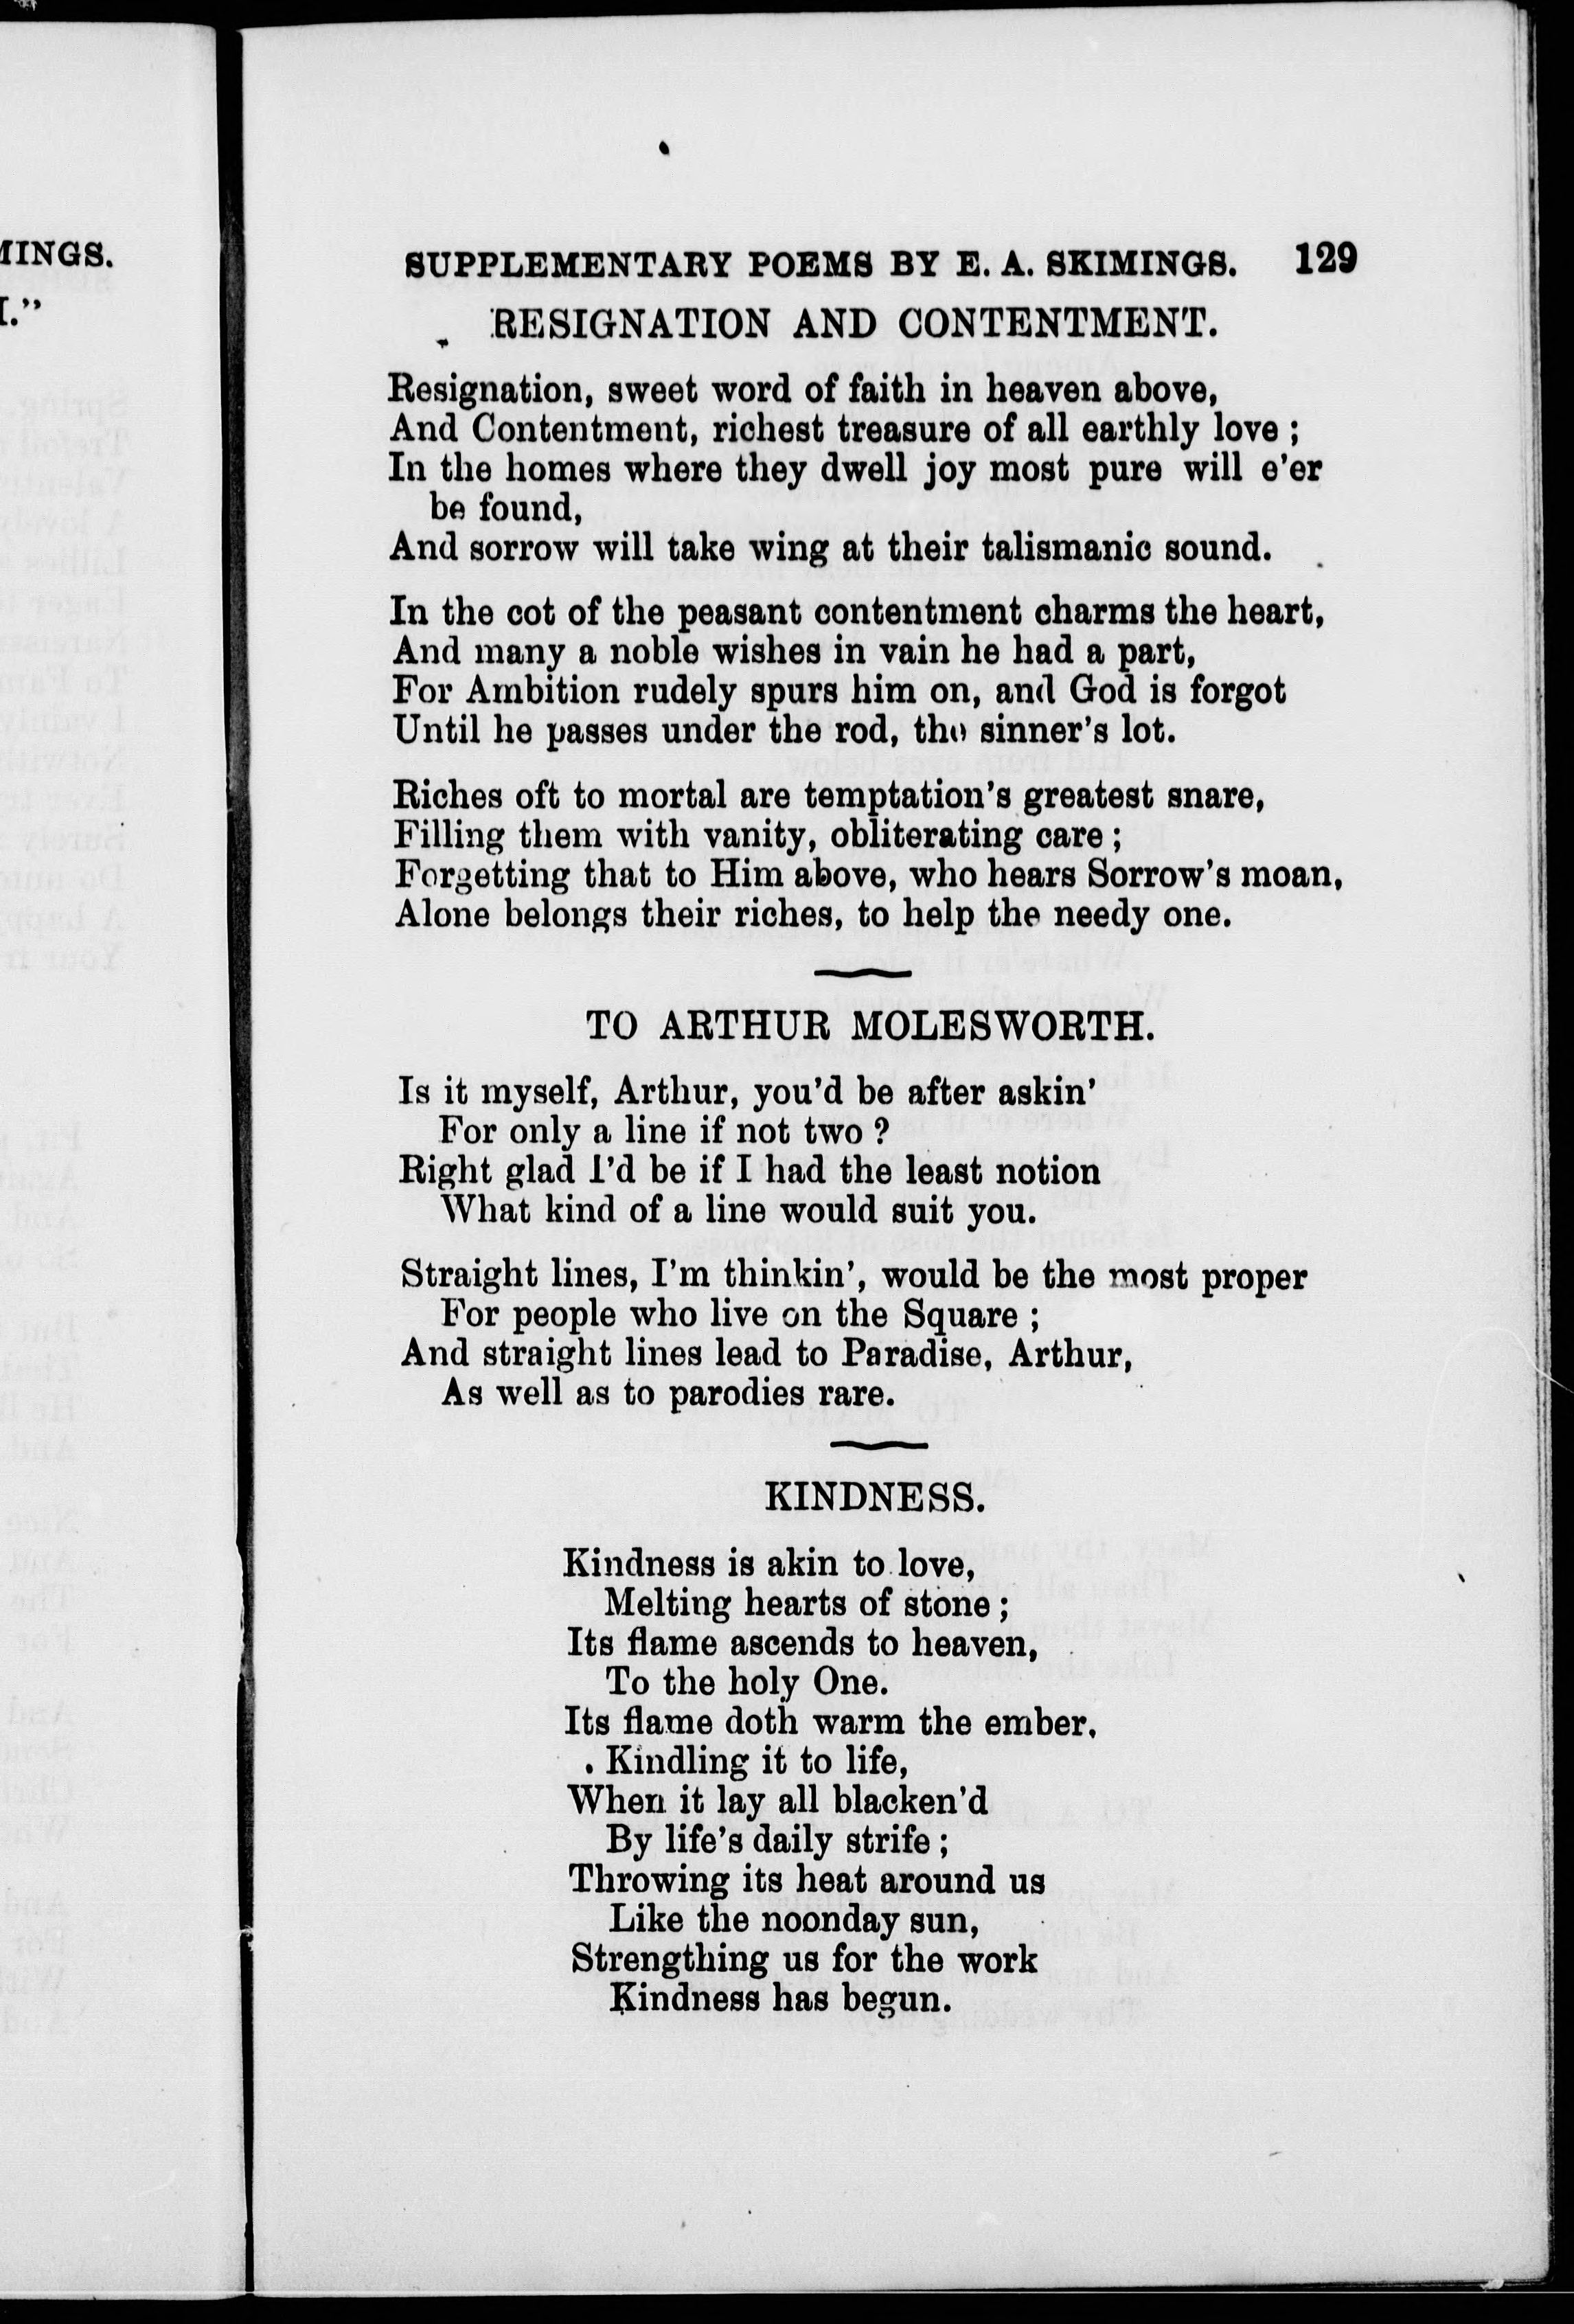 MINGS.
I."
SUPPLEMENTARY POEMS BY E. A. SKIMINGS. 129
RESIGNATION AND CONTENTMENT.
Resignation, sweet word of faith in heaven above,
And Contentment, richest treasure of all earthly love ;
In the homes where they dwell joy most pure will e'er
be found,
And sorrow will take wing at their talismanic sound.
In the cot of the peasant contentment charms the heart,
And many a noble wishes in vain he had a part,
For Ambition rudely spurs him on, and God is forgot
Until he passes under the rod, the sinner's lot.
Riches oft to mortal are temptation's greatest snare,
Filling them with vanity, obliterating care ;
Forgetting that to Him above, who hears Sorrow's moan,
Alone belongs their riches, to help the needy one.
TO ARTHUR MOLESWORTH.
Is it myself, Arthur, you'd be after askin'
For only a line if not two ?
Right glad I'd be if I had the least notion
What kind of a line would suit you.
Straight lines, I'm thinkin', would be the most proper
For people who live on the Square ;
And straight lines lead to Paradise, Arthur,
As well as to parodies rare.
KINDNESS.
Kindness is akin to love,
Melting hearts of stone ;
Its flame ascends to heaven,
To the holy One.
Its flame doth warm the ember,
Kindling it to life,
When it lay all blacken'd
By life's daily strife ;
Throwing its heat around us
Like the noonday sun,
Strengthing us for the work
Kindness has begun.